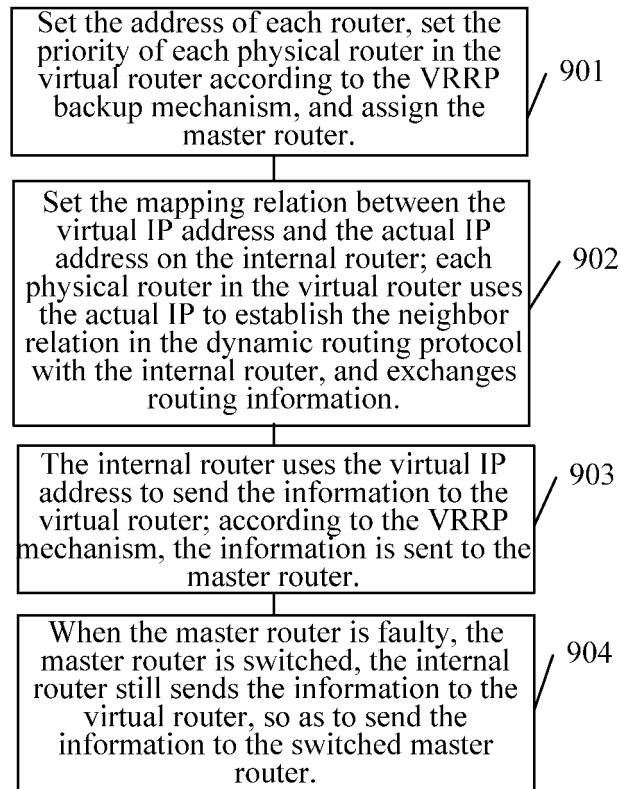 Set the address of each router, set the
priority of each physical router in the
virtual router according to the VRRP
backup mechanism, and assign the
master router.
901
Set the mapping relation between the
virtual IP address and the actual IP
address on the internal router; each
physical router in the virtual router uses
the actual IP to establish the neighbor
relation in the dynamic routing protocol
with the internal router, and exchanges
routing information.
902
The internal router uses the virtual IP
address to send the information to the
virtual router; according to the VRRP
mechanism, the information is sent to the
master router.
903
When the master router is faulty, the
master router is switched, the internal
router still sends the information to the
virtual router, so as to send the
information to the switched master
router.
904